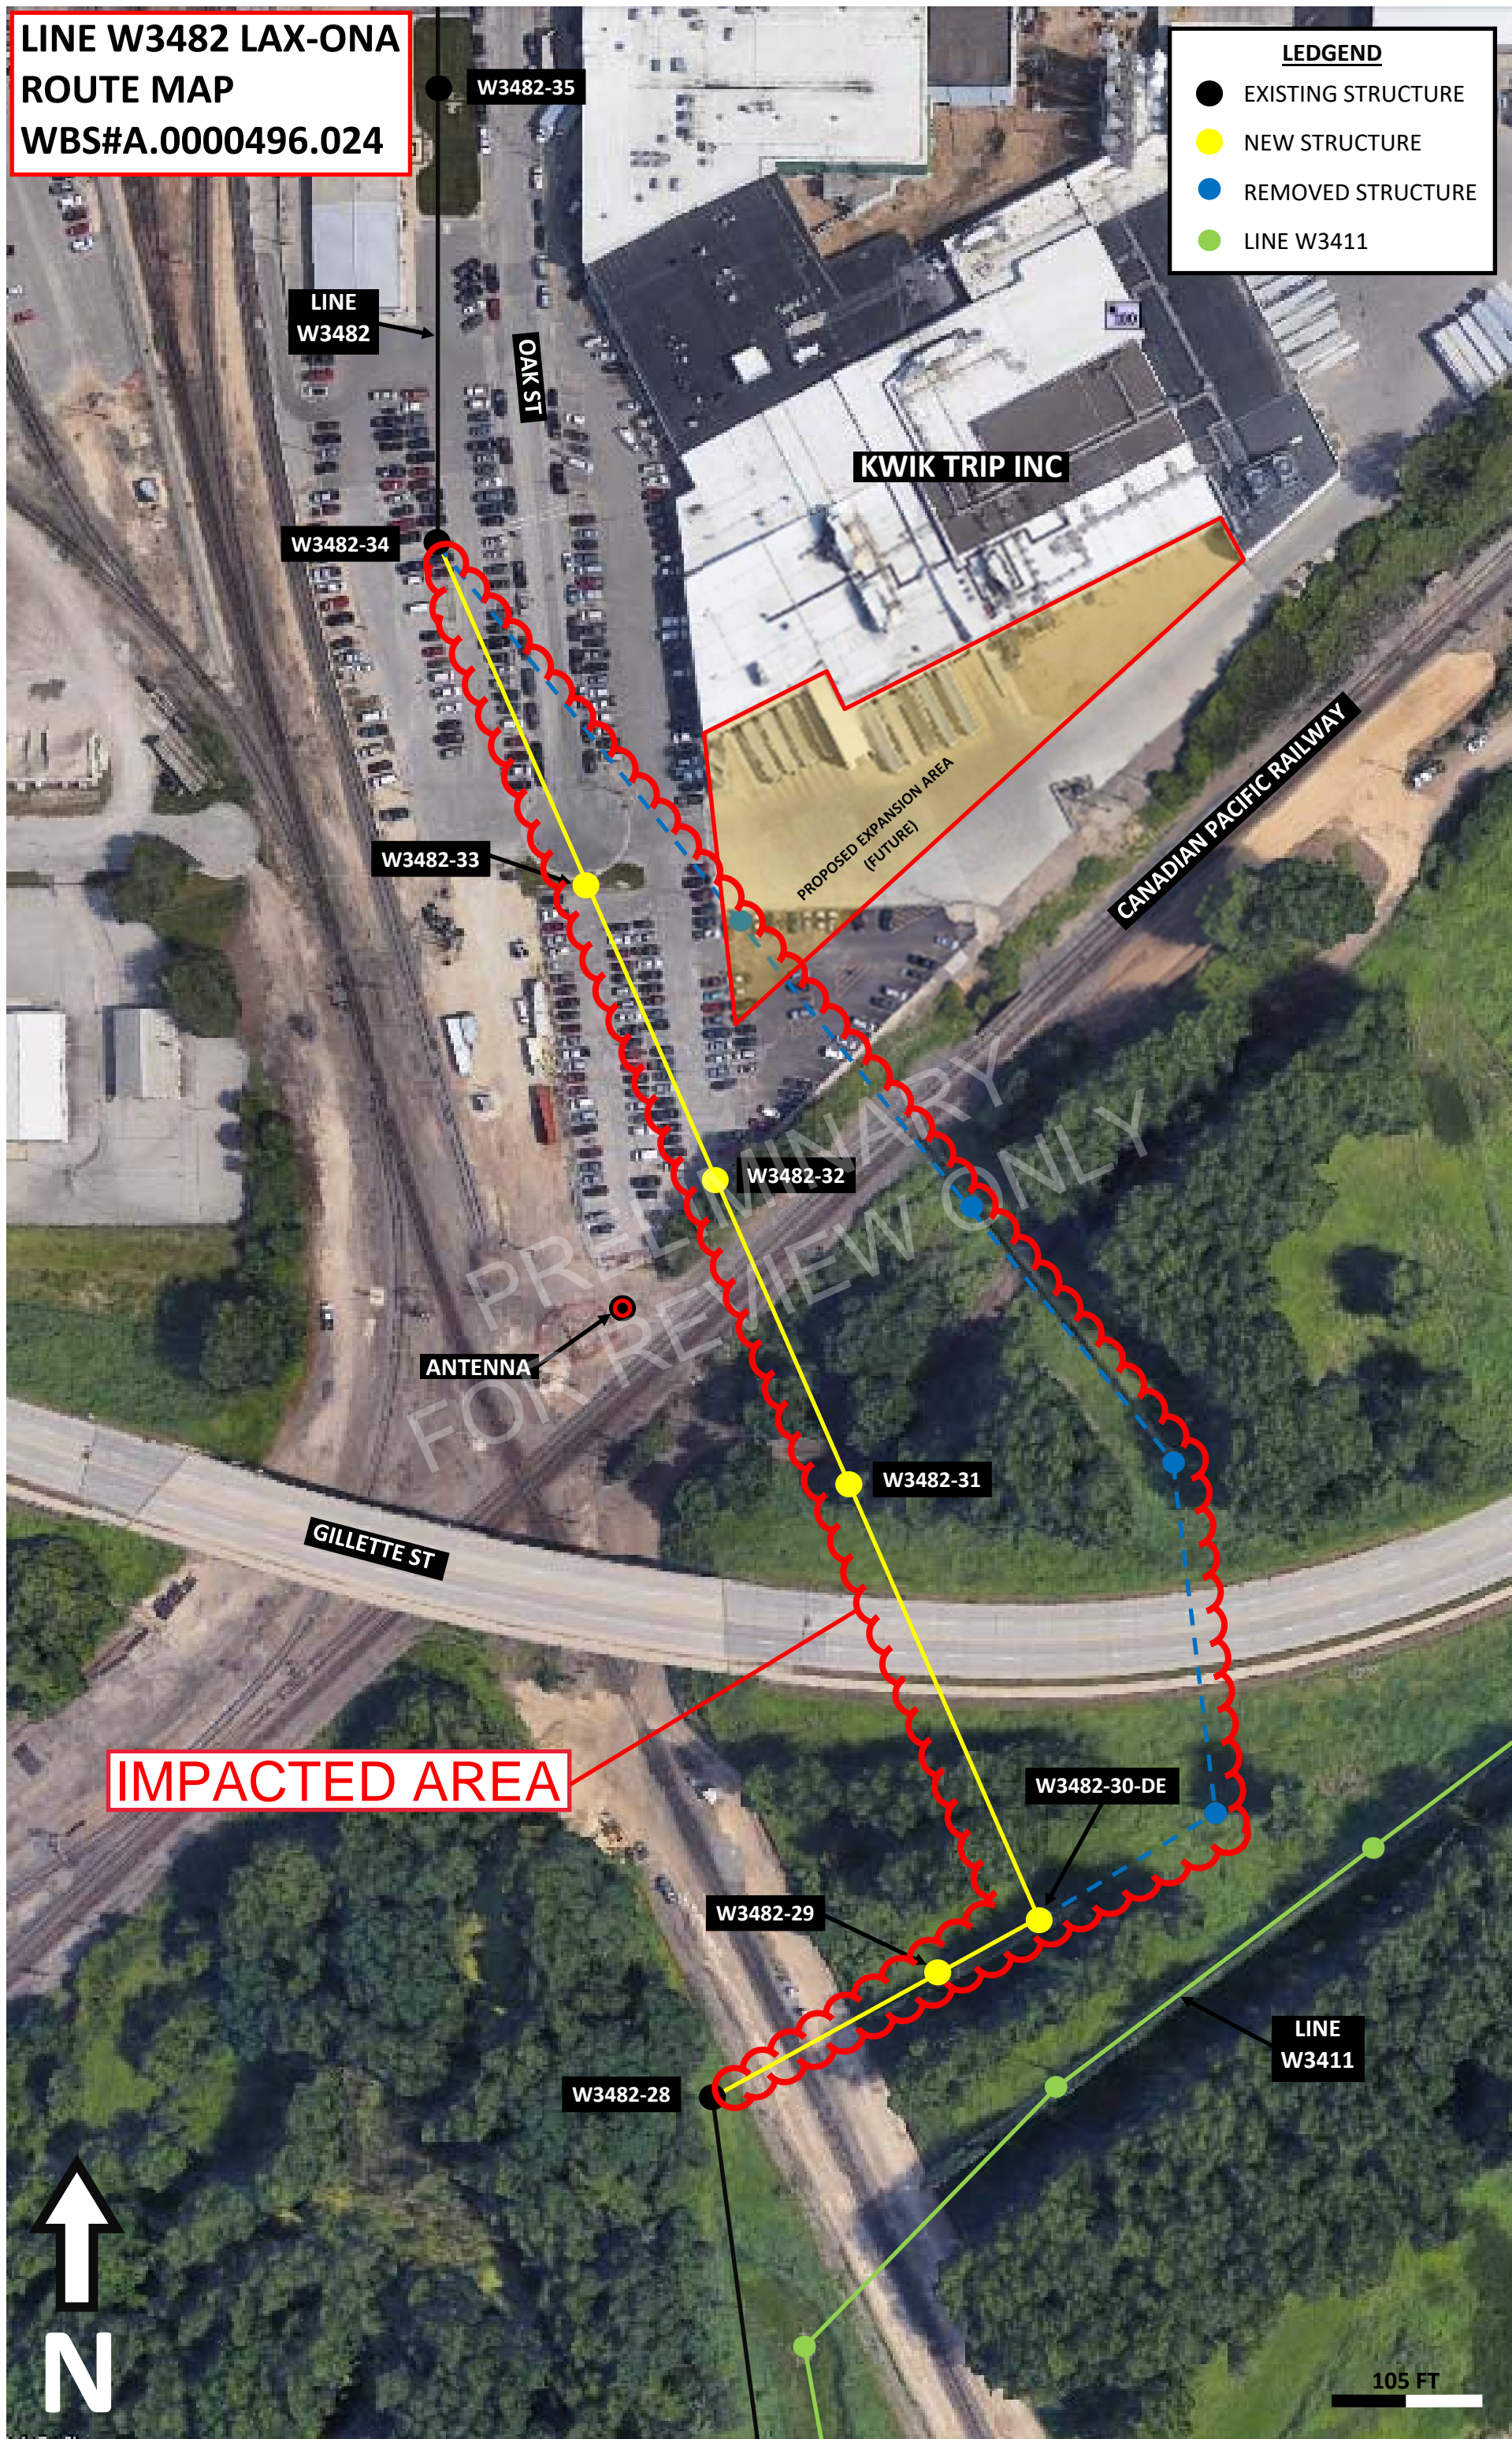 LINE W3482 LAX-ONA
ROUTE MAP
WBS#A.0000496.024
W3482-35
LEDGEND
EXISTING STRUCTURE
NEW STRUCTURE
REMOVED STRUCTURE
LINE W3411
LINE
W3482
OAK ST
KWIK TRIP INC
W3482-34
PROPOSED EXPANSION AREA
(FUTURE)
CANADIAN PACIFIC RAILWAY
W3482-33
W3482-32
PRELIMINARY
FOR REVIEW ONLY
ANTENNA
W3482-31
GILLETTE ST
IMPACTED AREA
W3482-30-DE
W3482-29
LINE
W3411
W3482-28
N
105 FT